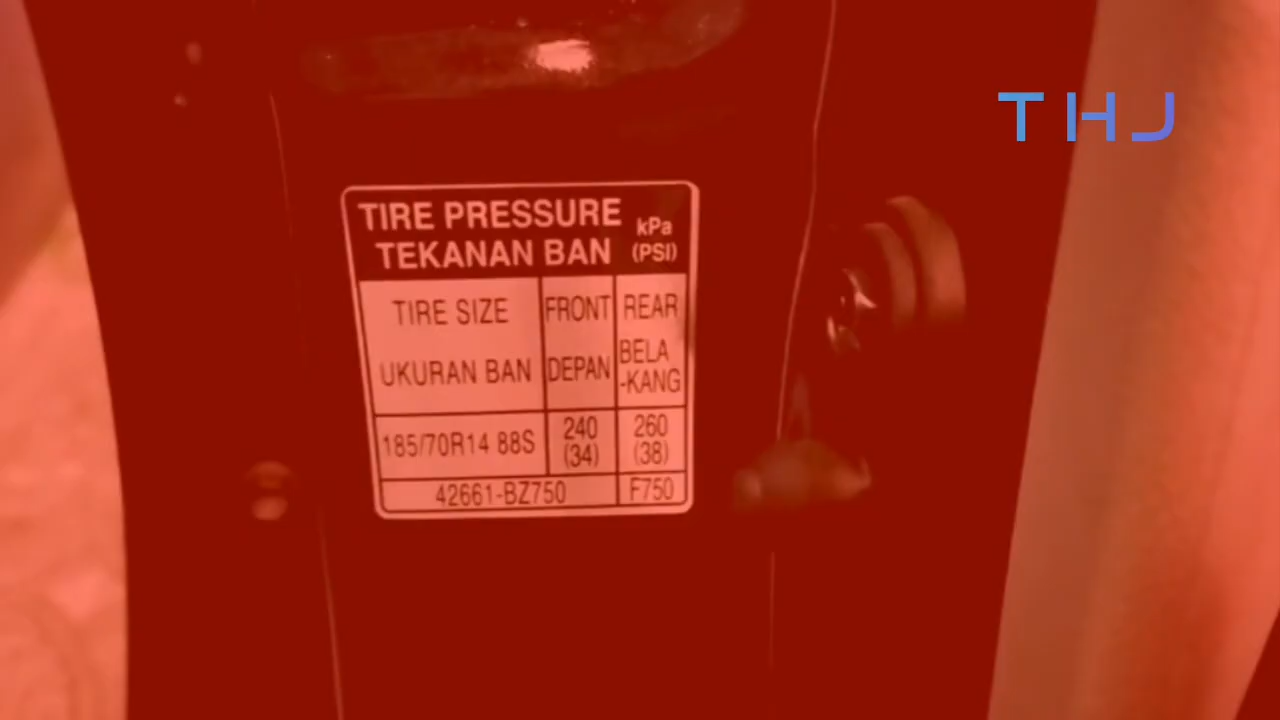 THJ
TIRE PRESSURE
TEKANAN BAN
kPa
(PSI)
TIRE SIZE FRONT REAR
UKURAN BAN DEPAN BELA
-KANG
185/70R14 88S 240 260
(34) (38)
42661-BZ750 F750